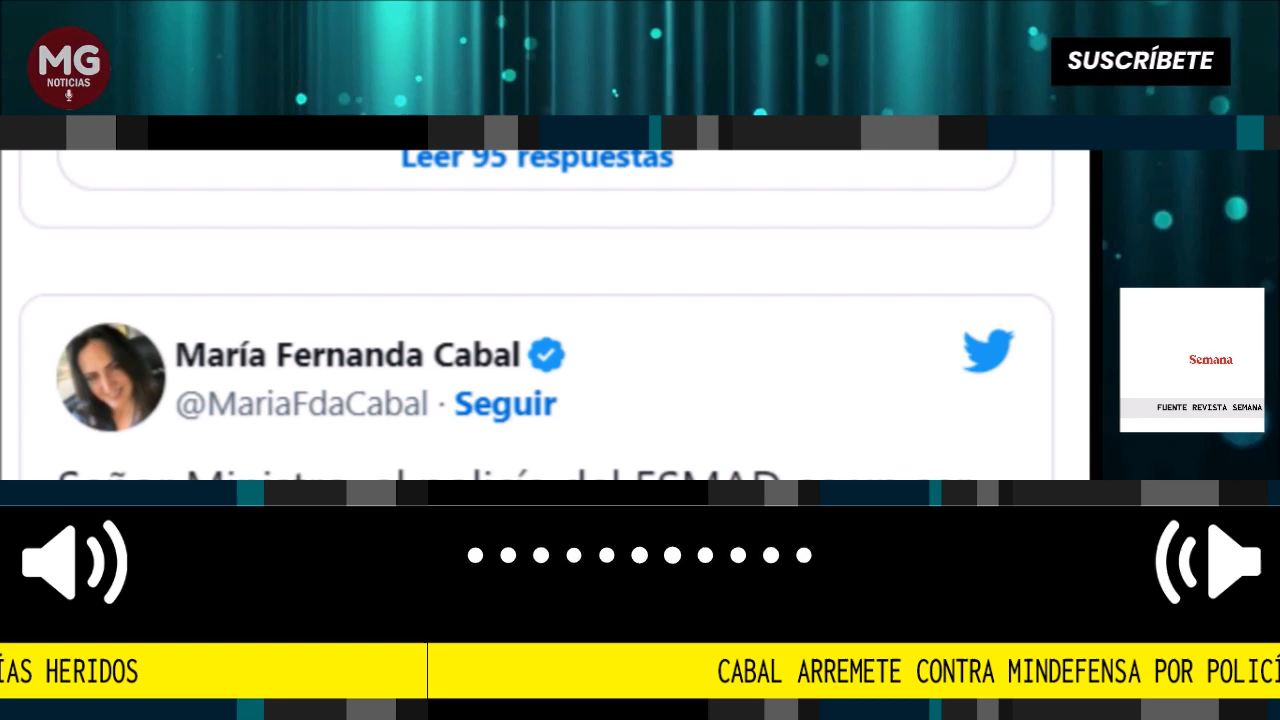 MG
NOTICIAS
SUSCRÍBETE
Leer 95 respuestas
María Fernanda Cabal
@MariaFdaCabal · Seguir
Semana
FUENTE REVISTA SEMANA
ÍAS HERIDOS
CABAL ARREMETE CONTRA MINDEFENSA POR POLICÍ